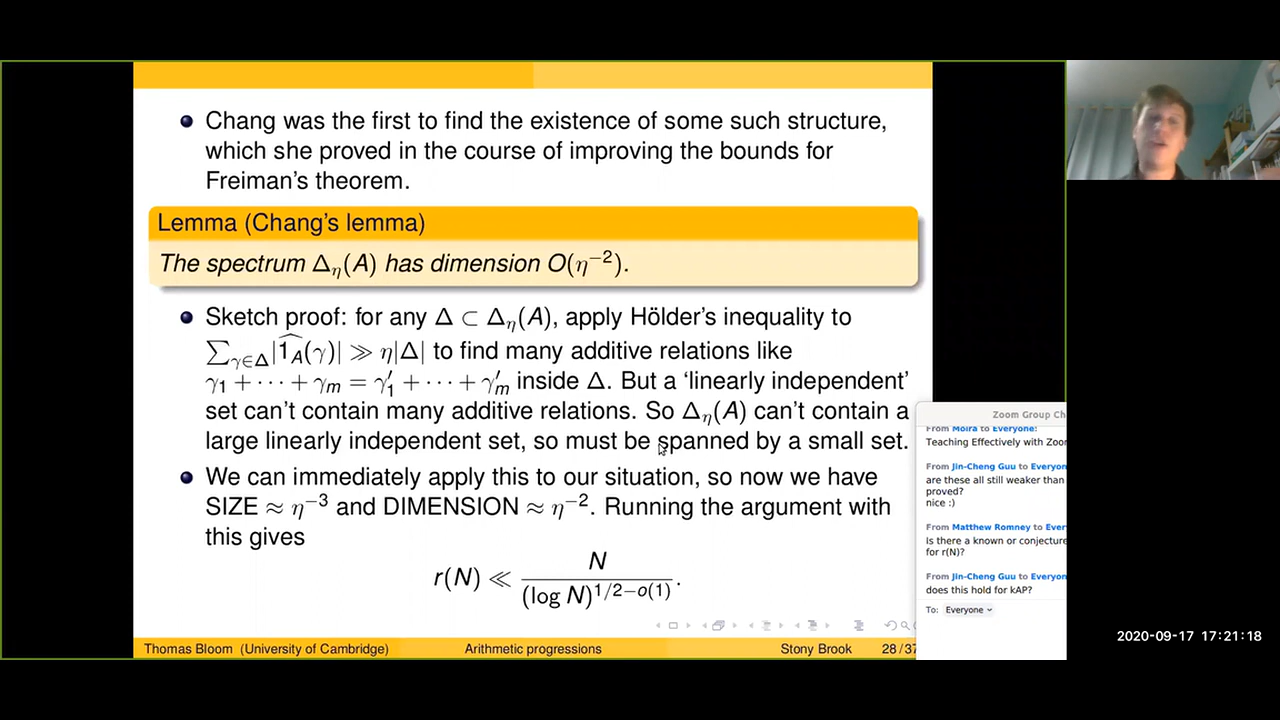 Chang was the first to find the existence of some such structure,
which she proved in the course of improving the bounds for
Freiman's theorem.
Lemma (Chang's lemma)
The spectrum Δ_η(A) has dimension O(η⁻²).
Sketch proof: for any Δ ⊂ Δ_η(A), apply Hölder's inequality to
∑_{γ∈Δ}|\widehat{1_A}(γ)| ≫ η|Δ| to find many additive relations like
γ₁ + ··· + γ_m = γ′₁ + ··· + γ′_m inside Δ. But a 'linearly independent'
set can't contain many additive relations. So Δ_η(A) can't contain a
large linearly independent set, so must be spanned by a small set.
We can immediately apply this to our situation, so now we have
SIZE ≈ η⁻³ and DIMENSION ≈ η⁻². Running the argument with
this gives
r(N) ≪ N / (log N)^{1/2−o(1)}.
Thomas Bloom (University of Cambridge) Arithmetic progressions Stony Brook 28/37
Zoom Group Ch
From Moira to Everyone:
Teaching Effectively with Zoo
From Jin-Cheng Guu to Everyon
are these all still weaker than
proved?
nice :)
From Matthew Romney to Ever
Is there a known or conjecture
for r(N)?
From Jin-Cheng Guu to Everyon
does this hold for kAP?
To: Everyone
2020-09-17 17:21:18